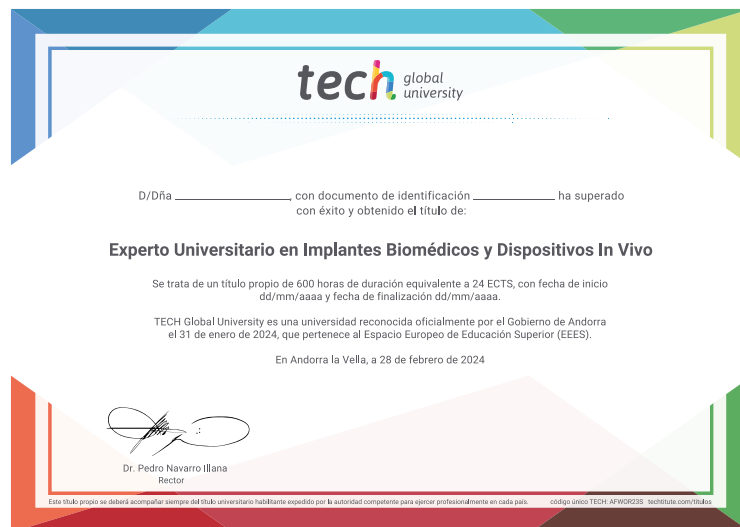 tech global university
D/Dña ________________, con documento de identificación ____________ ha superado
con éxito y obtenido el título de:
Experto Universitario en Implantes Biomédicos y Dispositivos In Vivo
Se trata de un título propio de 600 horas de duración equivalente a 24 ECTS, con fecha de inicio
dd/mm/aaaa y fecha de finalización dd/mm/aaaa.
TECH Global University es una universidad reconocida oficialmente por el Gobierno de Andorra
el 31 de enero de 2024, que pertenece al Espacio Europeo de Educación Superior (EEES).
En Andorra la Vella, a 28 de febrero de 2024
Dr. Pedro Navarro Illana
Rector
Este título propio se deberá acompañar siempre del título universitario habilitante expedido por la autoridad competente para ejercer profesionalmente en cada país. código único TECH: AFWOR23S techtitute.com/titulos